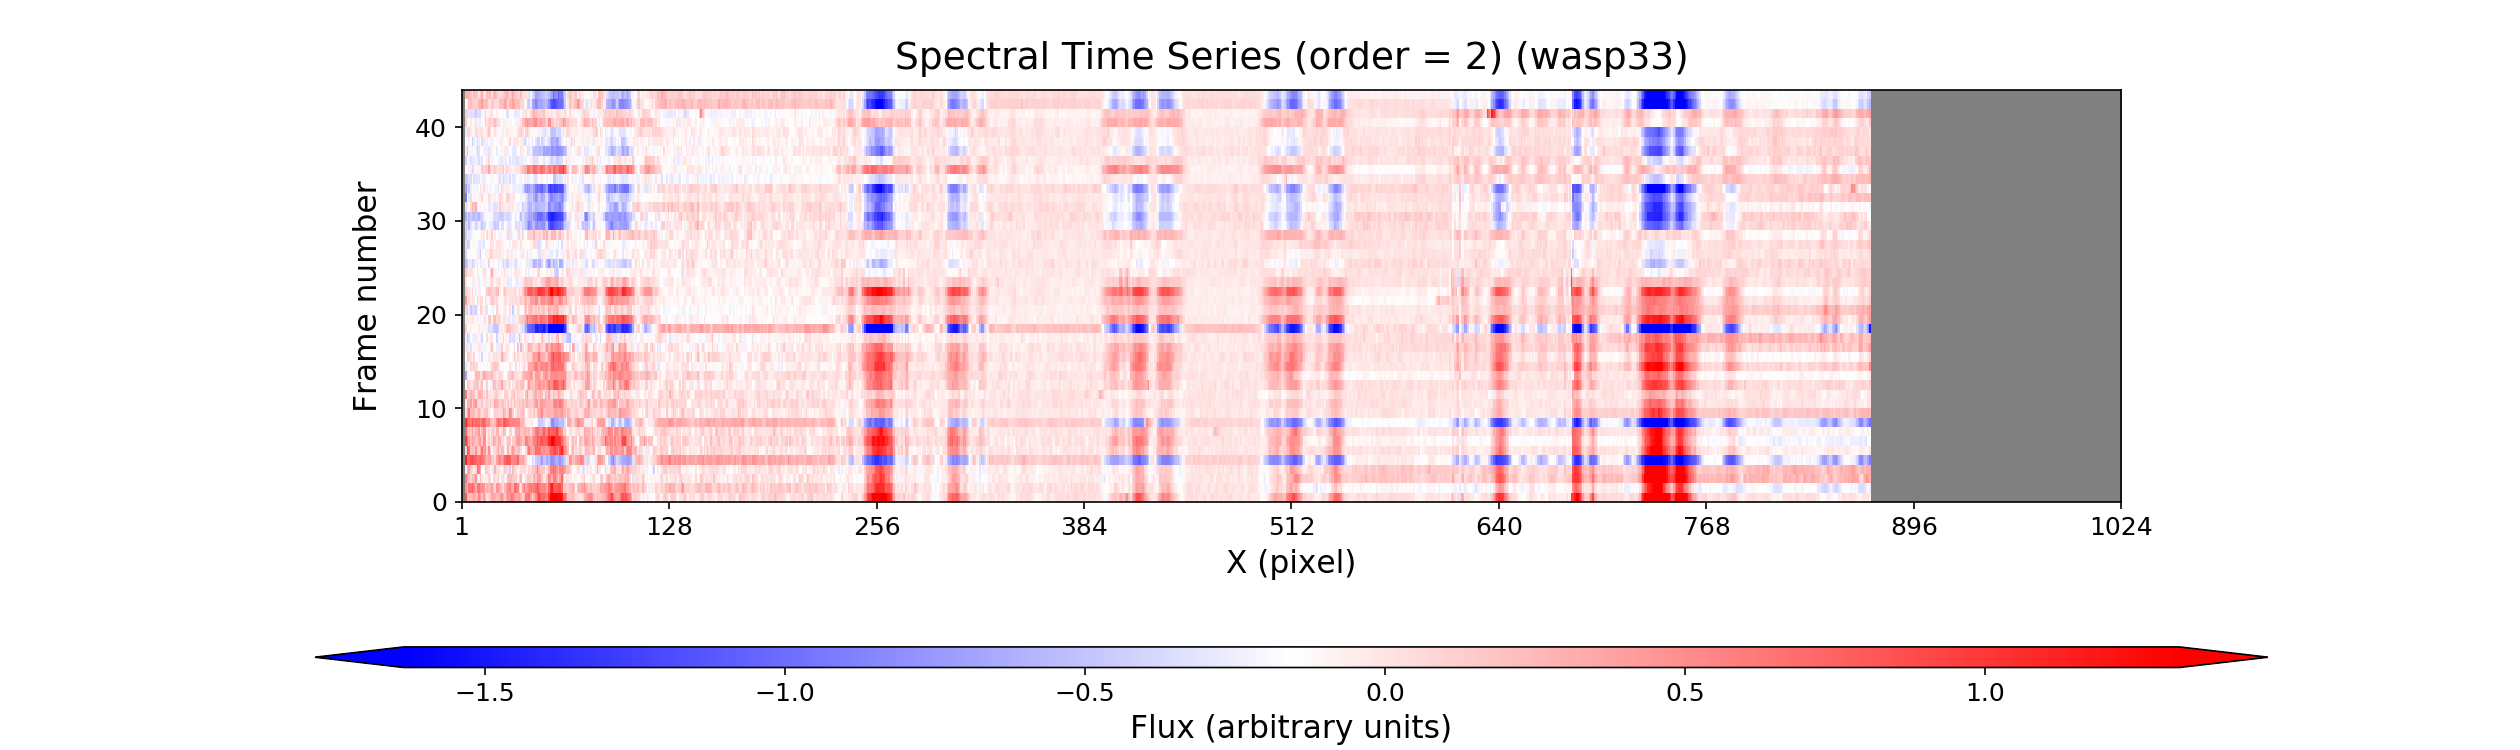 Spectral Time Series (order = 2) (wasp33)
Frame number
40
30
20
10
0
1 128 256 384 512 640 768 896 1024
X (pixel)
−1.5 −1.0 −0.5 0.0 0.5 1.0
Flux (arbitrary units)